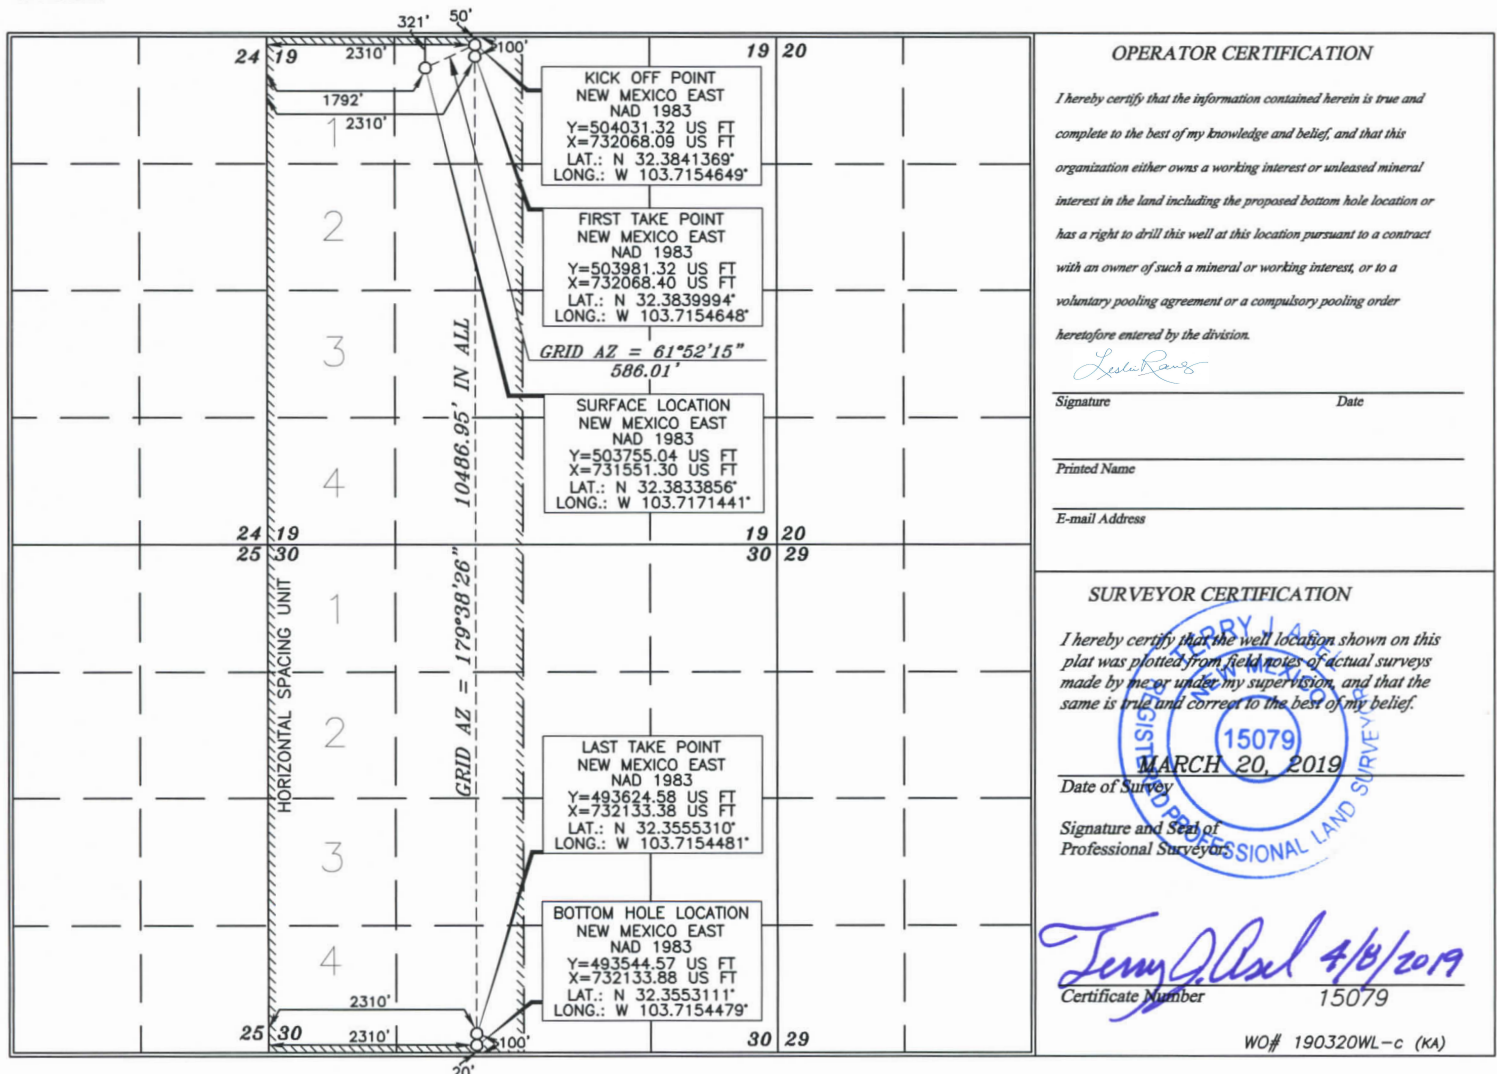 321'
50'
2310'
100'
24 19
19 20
1792'
2310'
1
2
3
4
KICK OFF POINT
NEW MEXICO EAST
NAD 1983
Y=504031.32 US FT
X=732068.09 US FT
LAT.: N 32.3841369°
LONG.: W 103.7154649°
FIRST TAKE POINT
NEW MEXICO EAST
NAD 1983
Y=503981.32 US FT
X=732068.40 US FT
LAT.: N 32.3839994°
LONG.: W 103.7154648°
GRID AZ = 61°52'15"
586.01'
SURFACE LOCATION
NEW MEXICO EAST
NAD 1983
Y=503755.04 US FT
X=731551.30 US FT
LAT.: N 32.3833856°
LONG.: W 103.7171441°
GRID AZ = 179°38'26" 10486.95' IN ALL
24 19
19 20
25 30
30 29
HORIZONTAL SPACING UNIT
1
2
3
4
LAST TAKE POINT
NEW MEXICO EAST
NAD 1983
Y=493624.58 US FT
X=732133.38 US FT
LAT.: N 32.3555310°
LONG.: W 103.7154481°
BOTTOM HOLE LOCATION
NEW MEXICO EAST
NAD 1983
Y=493544.57 US FT
X=732133.88 US FT
LAT.: N 32.3553111°
LONG.: W 103.7154479°
2310'
25 30
2310'
100'
30 29
20'
OPERATOR CERTIFICATION
I hereby certify that the information contained herein is true and
complete to the best of my knowledge and belief, and that this
organization either owns a working interest or unleased mineral
interest in the land including the proposed bottom hole location or
has a right to drill this well at this location pursuant to a contract
with an owner of such a mineral or working interest, or to a
voluntary pooling agreement or a compulsory pooling order
heretofore entered by the division.
Signature Date
Printed Name
E-mail Address
SURVEYOR CERTIFICATION
I hereby certify that the well location shown on this
plat was plotted from field notes of actual surveys
made by me or under my supervision, and that the
same is true and correct to the best of my belief.
TERRY J. ASEL
NEW MEXICO
15079
REGISTERED PROFESSIONAL LAND SURVEYOR
MARCH 20, 2019
Date of Survey
Signature and Seal of
Professional Surveyor:
Terry J. Asel 4/8/2019
Certificate Number 15079
WO# 190320WL-c (KA)